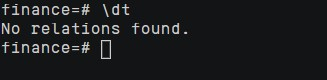 finance=# \dt
No relations found.
finance=#